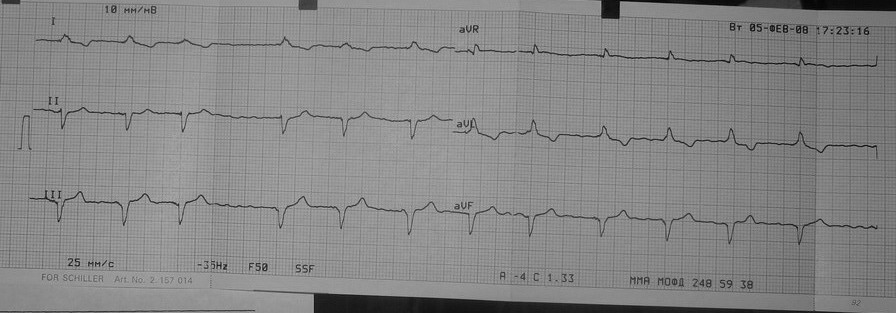 10 мм/мВ
I
aVR
Вт 05-ФЕВ-08 17:23:16
II
aVL
III
aVF
25 мм/с -35Hz F50 SSF
A -4 C 1.33 ММА МОФД 248 59 38
FOR SCHILLER Art. No. 2.157 014
92